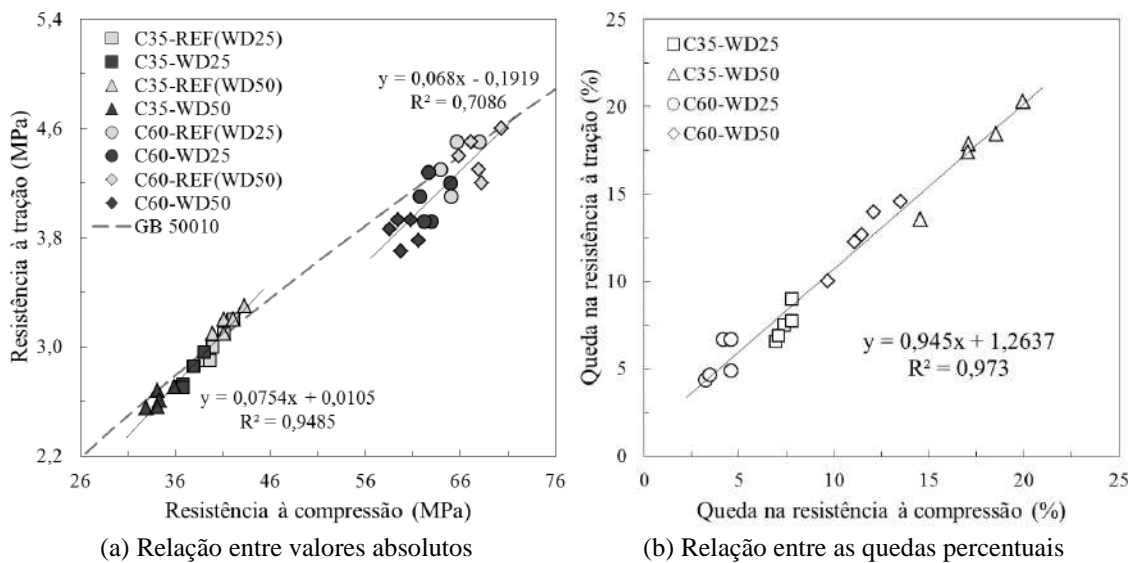 5,4
4,6
3,8
3,0
2,2
Resistência à tração (MPa)
C35-REF(WD25)
C35-WD25
C35-REF(WD50)
C35-WD50
C60-REF(WD25)
C60-WD25
C60-REF(WD50)
C60-WD50
GB 50010
y = 0,068x - 0,1919
R² = 0,7086
y = 0,0754x + 0,0105
R² = 0,9485
26 36 46 56 66 76
Resistência à compressão (MPa)
(a) Relação entre valores absolutos
25
20
15
10
5
0
Queda na resistência à tração (%)
C35-WD25
C35-WD50
C60-WD25
C60-WD50
y = 0,945x + 1,2637
R² = 0,973
0 5 10 15 20 25
Queda na resistência à compressão (%)
(b) Relação entre as quedas percentuais